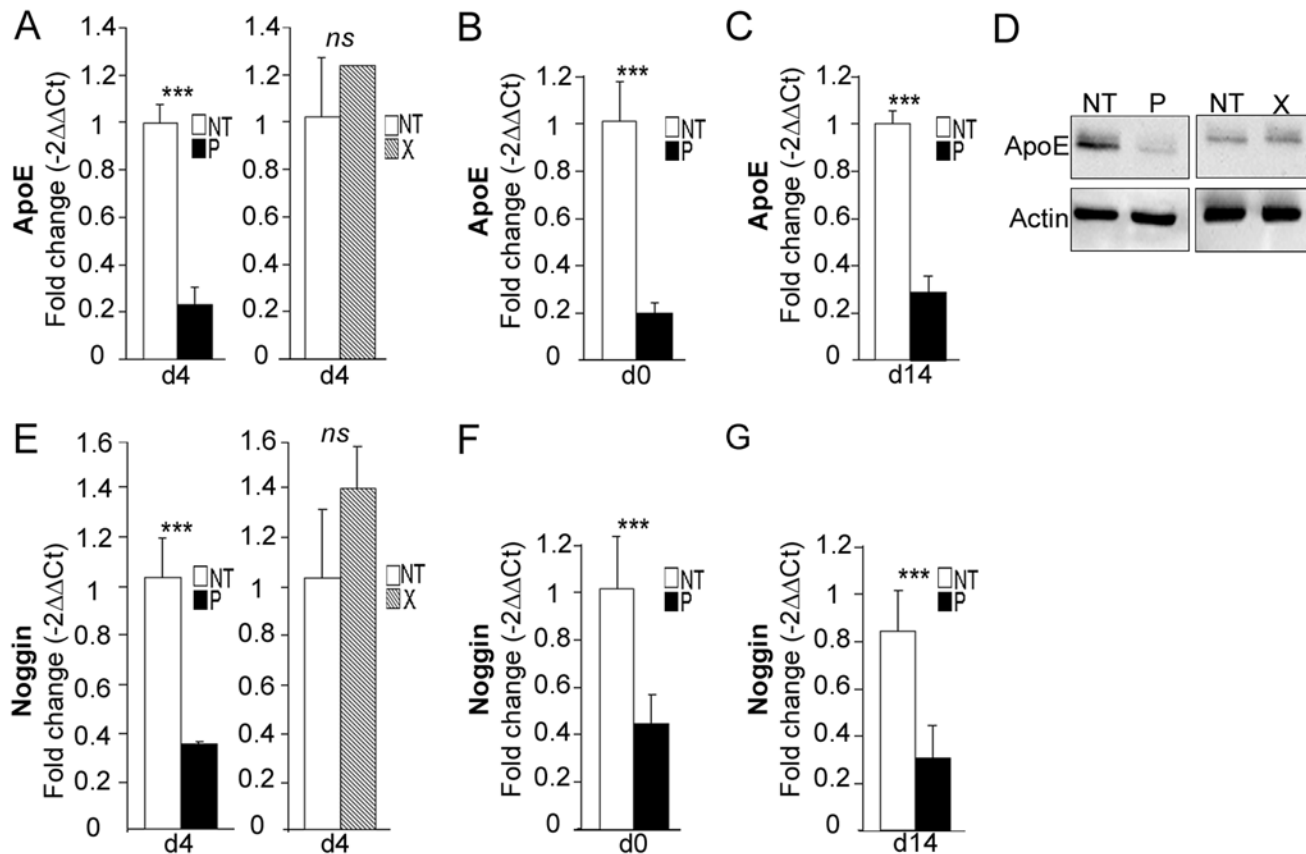 A
ApoE
Fold change (-2ΔΔCt)
1.4
1.2
1
0.8
0.6
0.4
0.2
0
***
NT
P
d4
1.4
1.2
1
0.8
0.6
0.4
0.2
0
ns
NT
X
d4
B
ApoE
Fold change (-2ΔΔCt)
1.2
1
0.8
0.6
0.4
0.2
0
***
NT
P
d0
C
ApoE
Fold change (-2ΔΔCt)
1.2
1
0.8
0.6
0.4
0.2
0
***
NT
P
d14
D
NT P NT X
ApoE
Actin
E
Noggin
Fold change (-2ΔΔCt)
1.6
1.4
1.2
1
0.8
0.6
0.4
0.2
0
***
NT
P
d4
1.6
1.4
1.2
1
0.8
0.6
0.4
0.2
0
ns
NT
X
d4
F
Noggin
Fold change (-2ΔΔCt)
1.2
1
0.8
0.6
0.4
0.2
0
***
NT
P
d0
G
Noggin
Fold change (-2ΔΔCt)
1.2
1
0.8
0.6
0.4
0.2
0
***
NT
P
d14